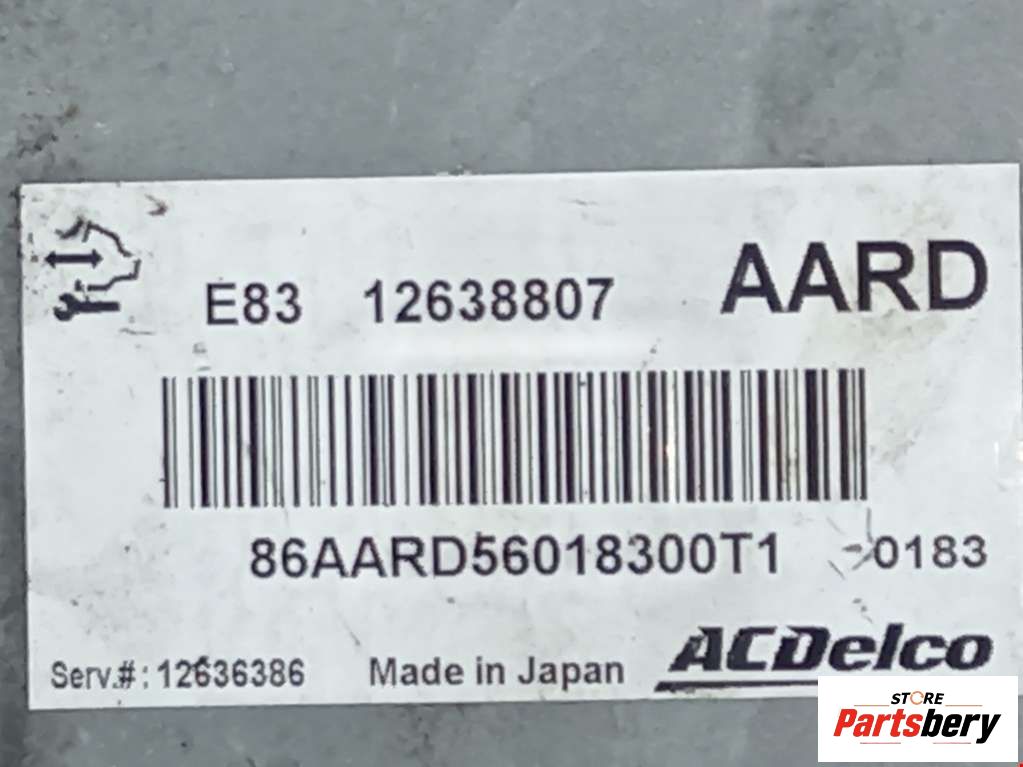 E83 12638807 AARD
86AARD56018300T1 -0183
Serv.#: 12636386 Made in Japan ACDelco
STORE
Partsbery